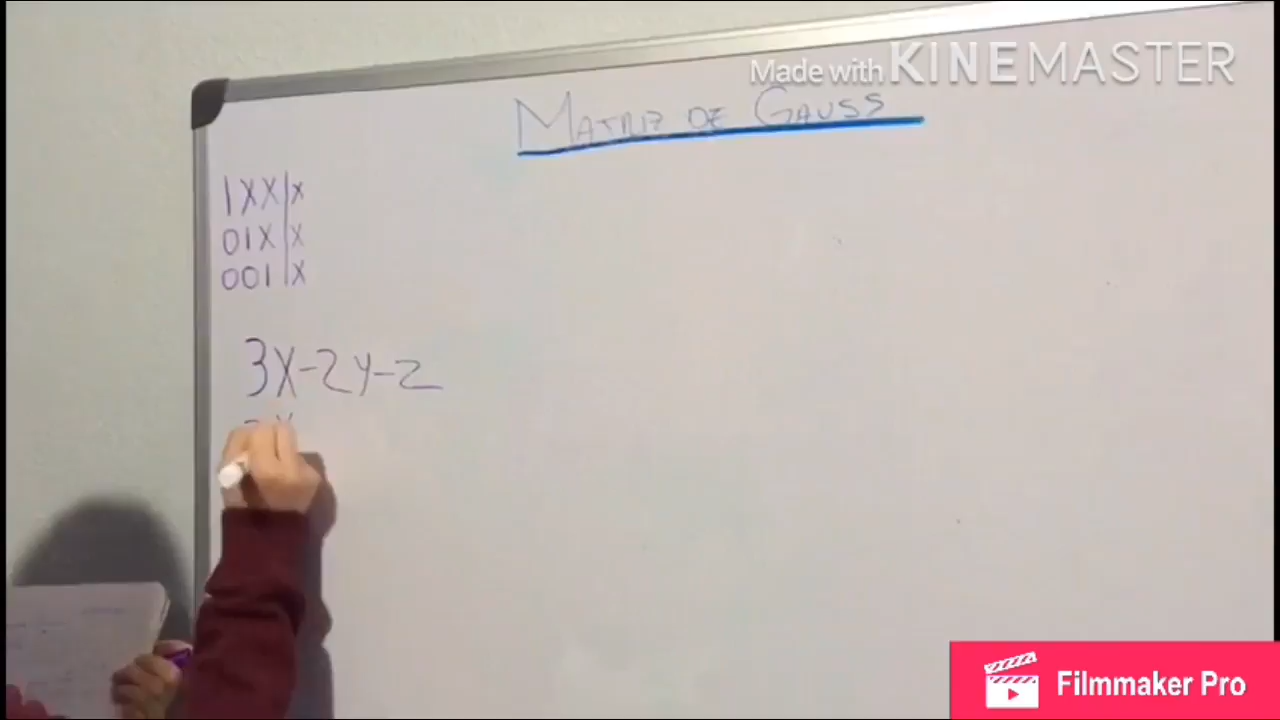 Made with KINEMASTER
MATRIZ DE GAUSS
1XX|X
01X|X
001|X
3X-2Y-Z
Filmmaker Pro